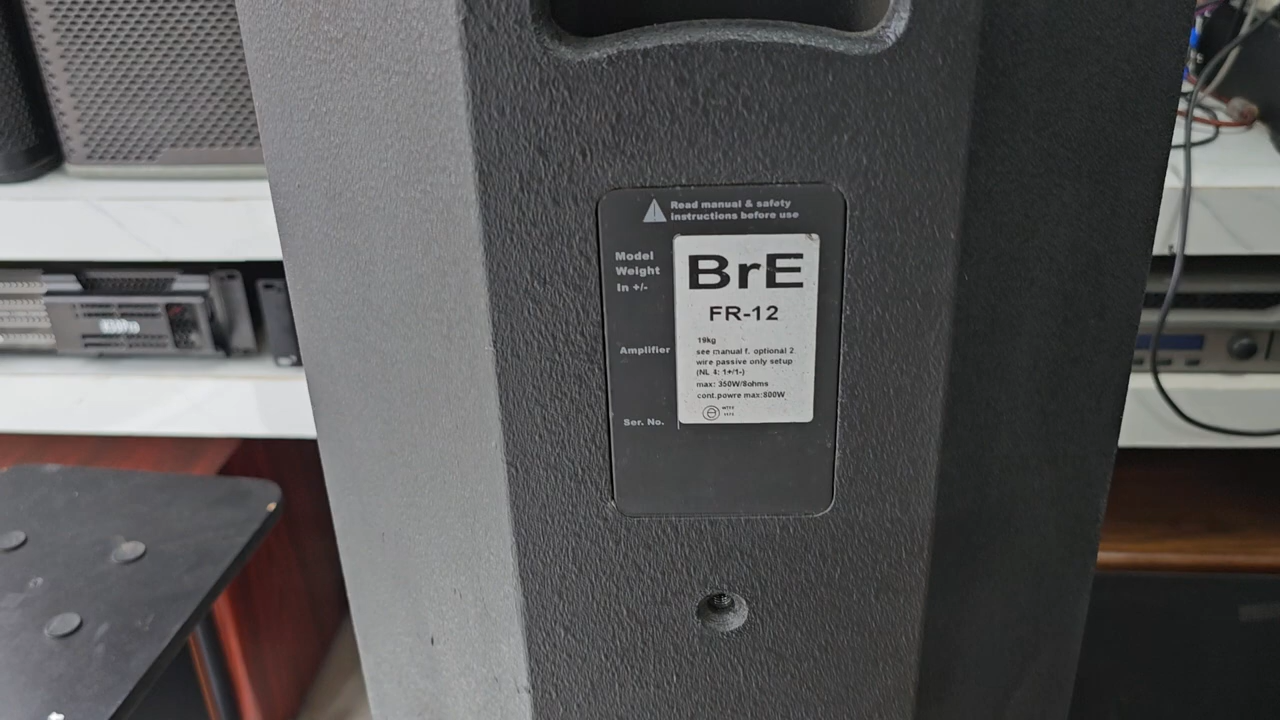 Read manual & safety
instructions before use
Model
Weight
In +/-
Amplifier
Ser. No.
BrE
FR-12
19kg
see manual f. optional 2
wire passive only setup
(NL 4: 1+/1-)
max: 350W/8ohms
cont.powre max:800W